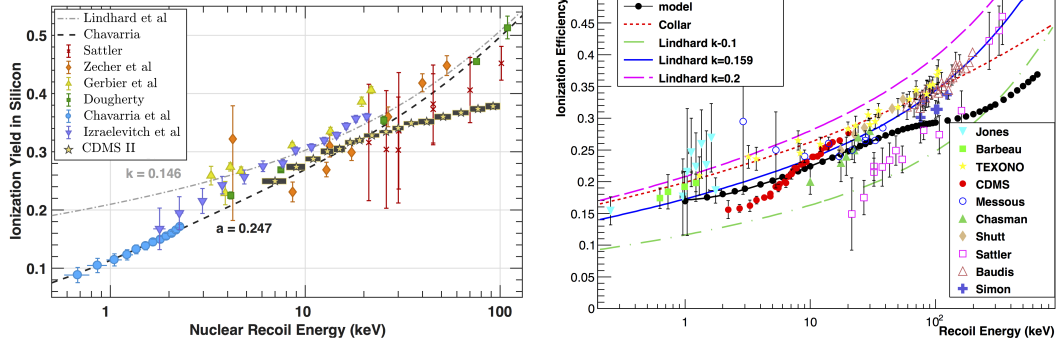 Ionization Yield in Silicon
0.5
0.4
0.3
0.2
0.1
Lindhard et al
Chavarria
Sattler
Zecher et al
Gerbier et al
Dougherty
Chavarria et al
Izraelevitch et al
CDMS II
k = 0.146
a = 0.247
1
10
100
Nuclear Recoil Energy (keV)
Ionization Efficiency
0.45
0.4
0.35
0.3
0.25
0.2
0.15
0.1
0.05
0
model
Collar
Lindhard k-0.1
Lindhard k=0.159
Lindhard k=0.2
Jones
Barbeau
TEXONO
CDMS
Messous
Chasman
Shutt
Sattler
Baudis
Simon
1
10
10²
Recoil Energy (keV)